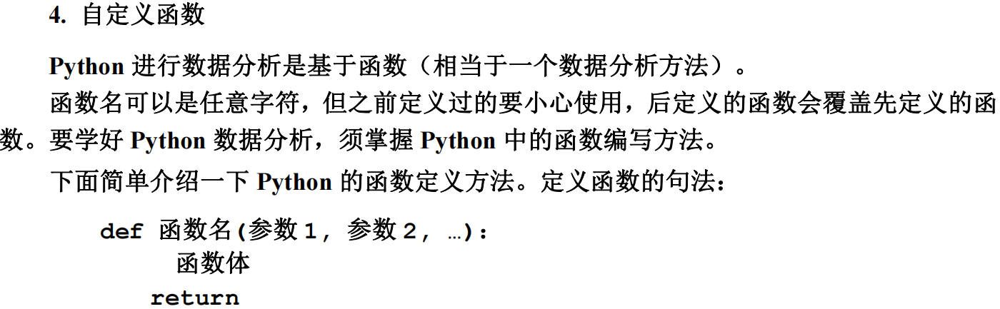 4. 自定义函数
Python 进行数据分析是基于函数（相当于一个数据分析方法）。
函数名可以是任意字符，但之前定义过的要小心使用，后定义的函数会覆盖先定义的函
数。要学好 Python 数据分析，须掌握 Python 中的函数编写方法。
下面简单介绍一下 Python 的函数定义方法。定义函数的句法：
def 函数名(参数1, 参数2, …):
函数体
return